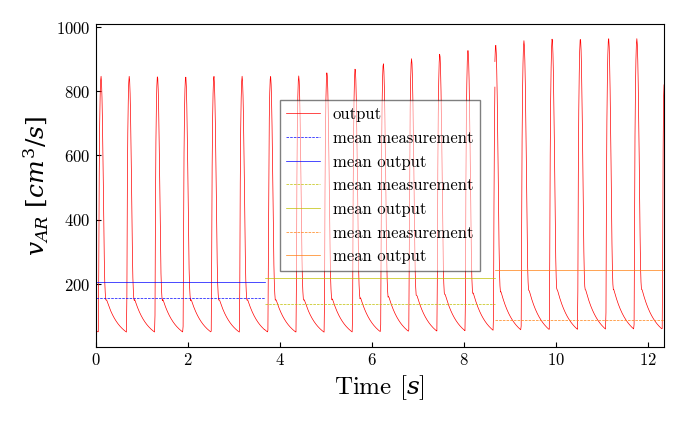 1000
800
600
400
200
v_AR [cm^3/s]
output
mean measurement
mean output
mean measurement
mean output
mean measurement
mean output
0 2 4 6 8 10 12
Time [s]